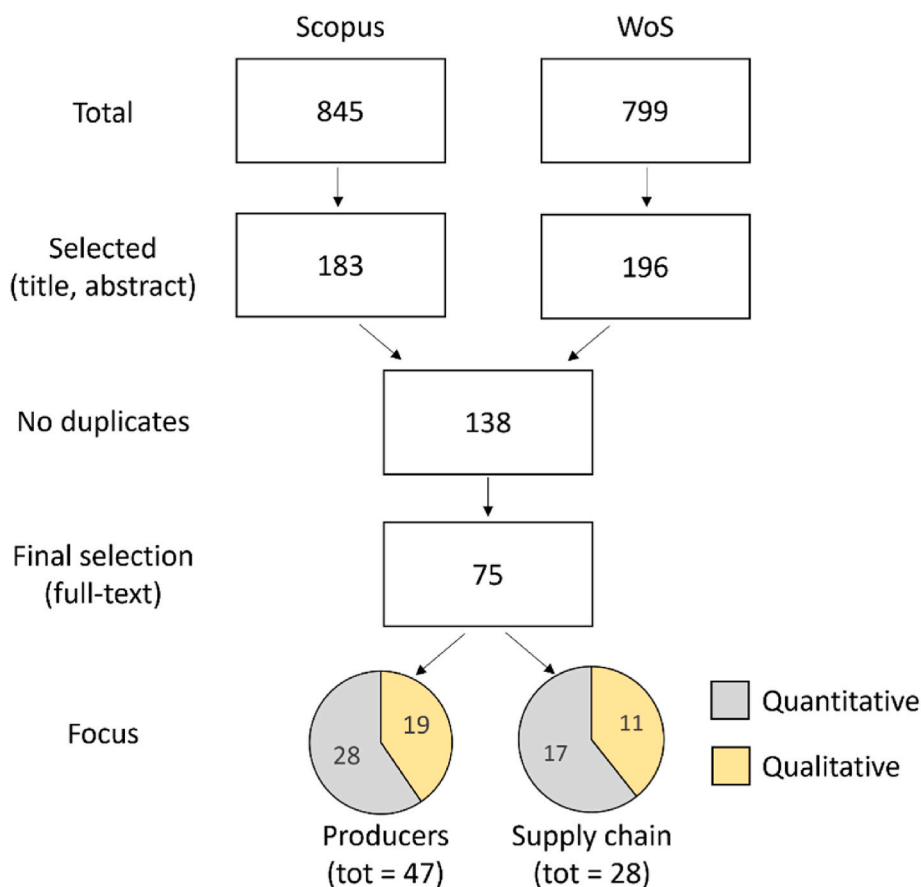 Scopus
WoS
Total
845
799
Selected
(title, abstract)
183
196
No duplicates
138
Final selection
(full-text)
75
Focus
28
19
17
11
Quantitative
Qualitative
Producers
(tot = 47)
Supply chain
(tot = 28)